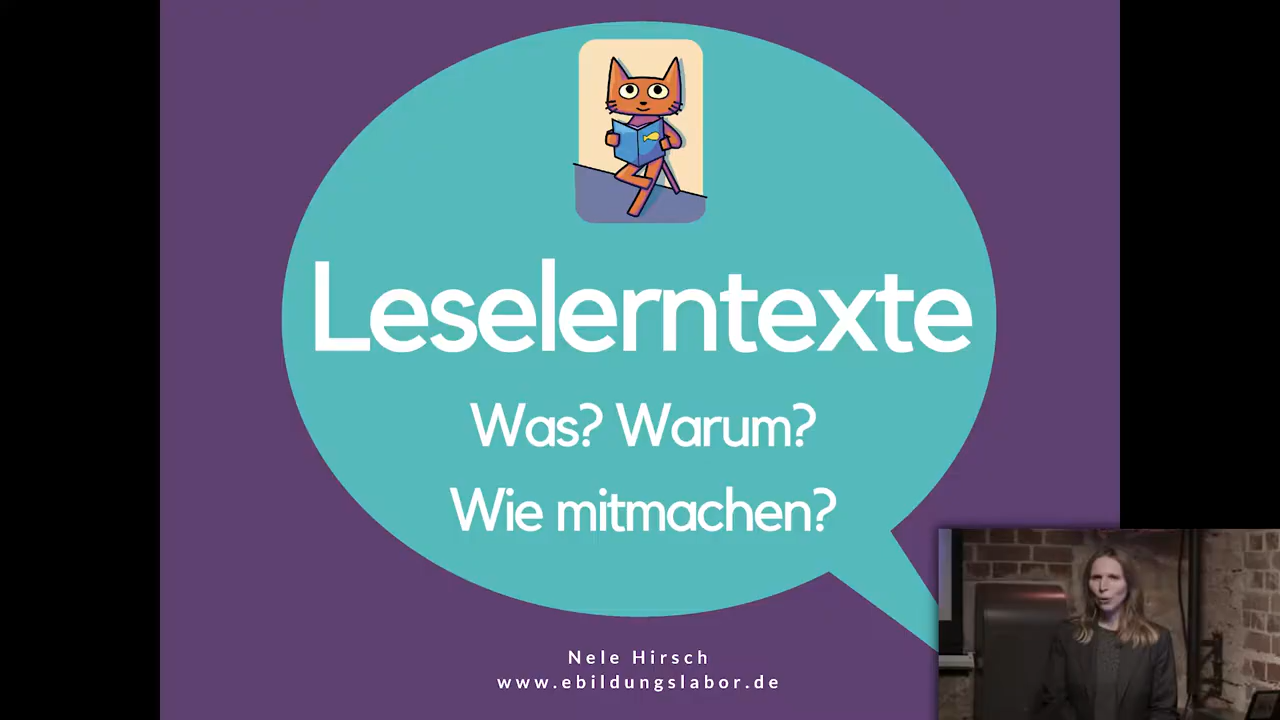 Leselerntexte
Was? Warum?
Wie mitmachen?
Nele Hirsch
www.ebildungslabor.de